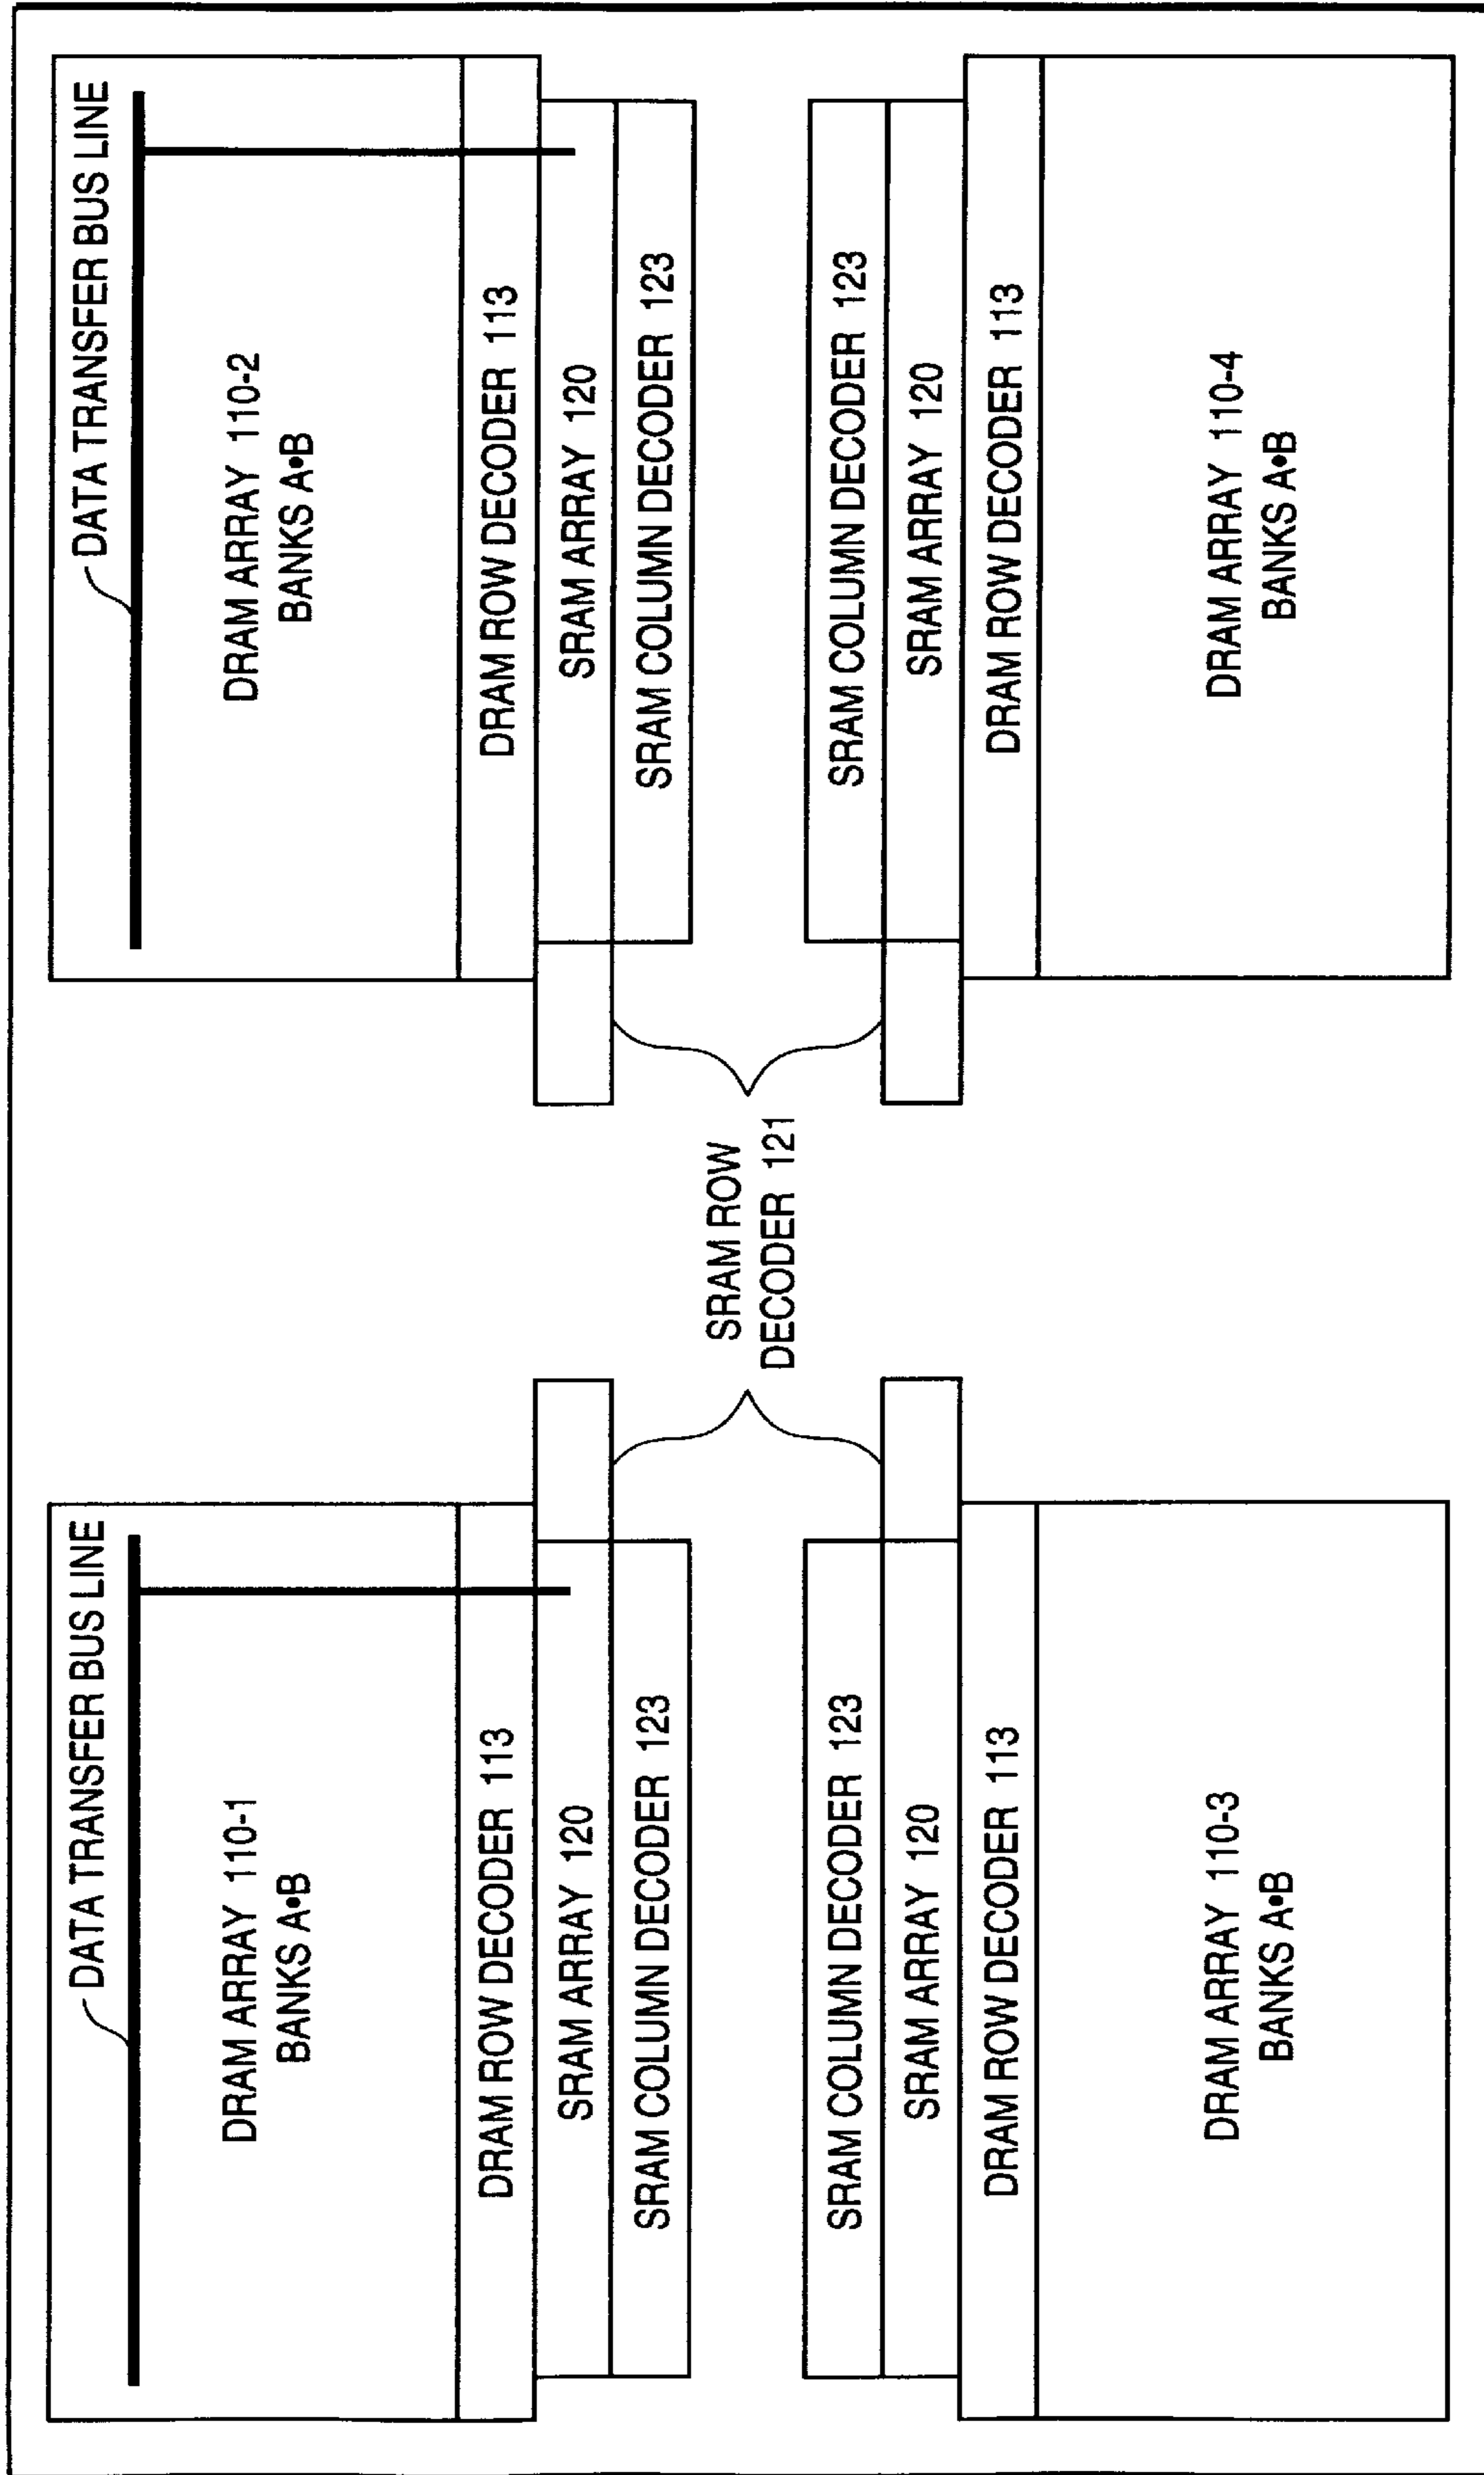 DATA TRANSFER BUS LINE
DRAM ARRAY 110-1
BANKS A•B
DRAM ROW DECODER 113
SRAM ARRAY 120
SRAM COLUMN DECODER 123
DATA TRANSFER BUS LINE
DRAM ARRAY 110-2
BANKS A•B
DRAM ROW DECODER 113
SRAM ARRAY 120
SRAM COLUMN DECODER 123
SRAM ROW
DECODER 121
SRAM COLUMN DECODER 123
SRAM ARRAY 120
DRAM ROW DECODER 113
DRAM ARRAY 110-3
BANKS A•B
SRAM COLUMN DECODER 123
SRAM ARRAY 120
DRAM ROW DECODER 113
DRAM ARRAY 110-4
BANKS A•B